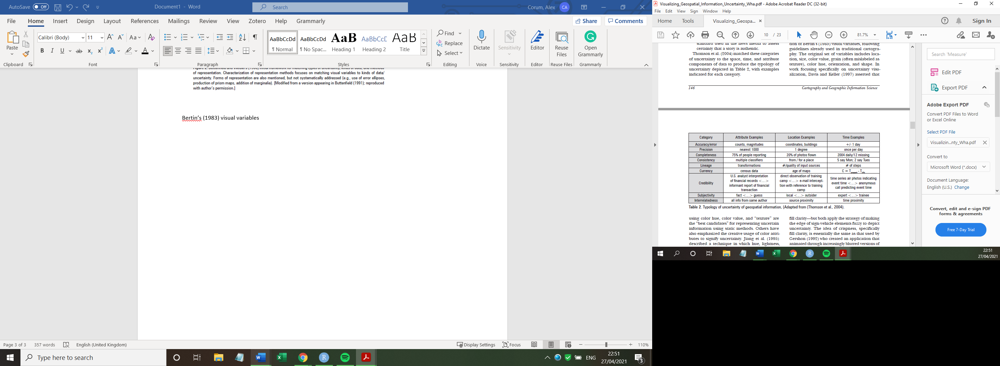 AutoSave Off Document1 - Word Search Corum, Alex CA
File Home Insert Design Layout References Mailings Review View Zotero Help Grammarly Share Comments
Paste
Clipboard
Calibri (Body) 11
Font
Paragraph
AaBbCcDd AaBbCcDd AaB AaBbCcC AaB
¶ Normal ¶ No Spac... Heading 1 Heading 2 Title
Styles
Find
Replace
Select
Editing
Dictate
Voice
Sensitivity
Sensitivity
Editor
Editor
Reuse
Files
Reuse Files
Open
Grammarly
Grammarly
of representation. Characterization of representation methods focuses on matching visual variables to kinds of data/
uncertainty. Forms of representation are also mentioned, but not systematically addressed (e.g., use of error ellipses,
production of prism maps, addition of marginalia). [Modified from a version appearing in Buttenfield (1991); reproduced
with author's permission.]
Bertin's (1983) visual variables
Page 3 of 3 357 words English (United Kingdom) Display Settings Focus 110%
Type here to search
ENG
22:51
27/04/2021
3
Visualizing_Geospatial_Information_Uncertainty_Wha.pdf - Adobe Acrobat Reader DC (32-bit)
File Edit View Sign Window Help
Home Tools Visualizing_Geospa... × Sign In
10 / 23 81.7%
standard used in the news media to assess
certainty that a story is authentic.
Thomson et al. (2004) matched these categories
of uncertainty to the space, time, and attribute
components of data to produce the typology of
uncertainty depicted in Table 2, with examples
indicated for each category.
tion of Bertin's (1983) visual variables, following
guidelines already used in traditional cartogra-
phy. The original set of variables includes loca-
tion, size, color value, grain (often mislabeled as
texture), color hue, orientation, and shape. In
work focusing specifically on uncertainty visu-
alization, Davis and Keller (1997) asserted that
146 Cartography and Geographic Information Science
Category Attribute Examples Location Examples Time Examples
Accuracy/error counts, magnitudes coordinates, buildings +/- 1 day
Precision nearest 1000 1 degree once per day
Completeness 75% of people reporting 20% of photos flown 2004 daily/12 missing
Consistency multiple classifiers from / for a place 5 say Mon; 2 say Tues
Lineage transformations #/quality of input sources # of steps
Currency census data age of maps C = Tpresent - Tinfo
Credibility
U.S. analyst interpretation
of financial records <...>
informant report of financial
transaction
direct observation of training
camp <...> e-mail intercept-
tion with reference to training
camp
time series air photos indicating
event time <...> anonymous
call predicting event time
Subjectivity fact <...> guess local <...> outsider expert <...> trainee
Interrelatedness all info from same author source proximity time proximity
Table 2. Typology of uncertainty of geospatial information, (Adapted from (Thomson et al., 2004).
using color hue, color value, and "texture" are
the "best candidates" for representing uncertain
information using static methods. Others have
also emphasized the creative usage of color attri-
butes to signify uncertainty. Jiang et al. (1995)
described a technique in which hue, lightness,
fill clarity—but both apply the strategy of making
the edge of sign-vehicle elements fuzzy to depict
uncertainty. The idea of crispness, specifically
fill clarity, is essentially the same as that used by
Gershon (1992) who created an application that
animated through increasingly blurred versions of
Search 'Measure'
Edit PDF
Export PDF
Adobe Export PDF
Convert PDF Files to Word
or Excel Online
Select PDF File
Visualizin...nty_Wha.pdf
Convert to
Microsoft Word (*.docx)
Document Language:
English (U.S.) Change
Convert, edit and e-sign PDF
forms & agreements
Free 7-Day Trial
22:51
27/04/2021